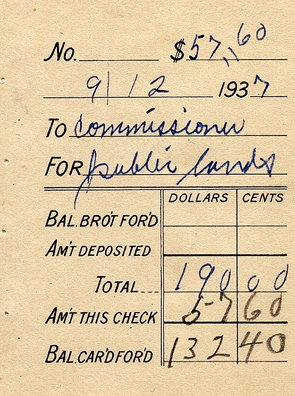 No. $57,,60
9/12 1937
To Commissioner
FOR public lands
DOLLARS CENTS
BAL. BRO'T FOR'D
AM'T DEPOSITED
TOTAL... 190 00
AM'T THIS CHECK 57 60
BAL. CAR'D FOR'D 132 40